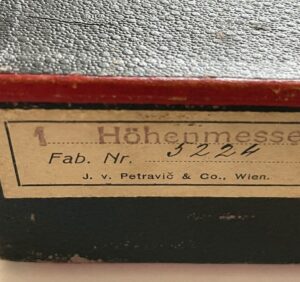 1 Höhenmesse
Fab. Nr. 5224
J. v. Petravič & Co., Wien.